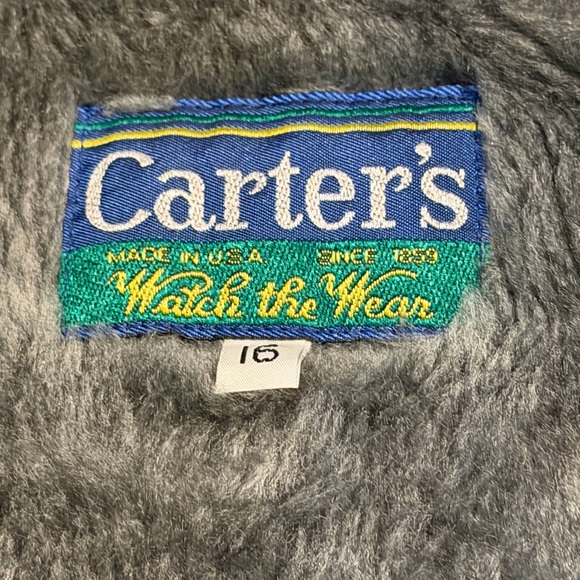 Carter's
MADE IN U.S.A. SINCE 1859
Watch the Wear
16